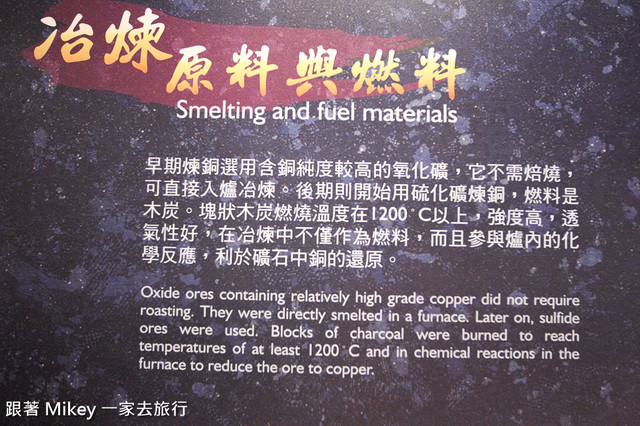 冶煉
原料與燃料
Smelting and fuel materials
早期煉銅選用含銅純度較高的氧化礦，它不需焙燒，
可直接入爐冶煉。後期則開始用硫化礦煉銅，燃料是
木炭。塊狀木炭燃燒溫度在1200°C以上，強度高，透
氣性好，在冶煉中不僅作為燃料，而且參與爐內的化
學反應，利於礦石中銅的還原。
Oxide ores containing relatively high grade copper did not require
roasting. They were directly smelted in a furnace. Later on, sulfide
ores were used. Blocks of charcoal were burned to reach
temperatures of at least 1200°C and in chemical reactions in the
furnace to reduce the ore to copper.
跟著 Mikey 一家去旅行